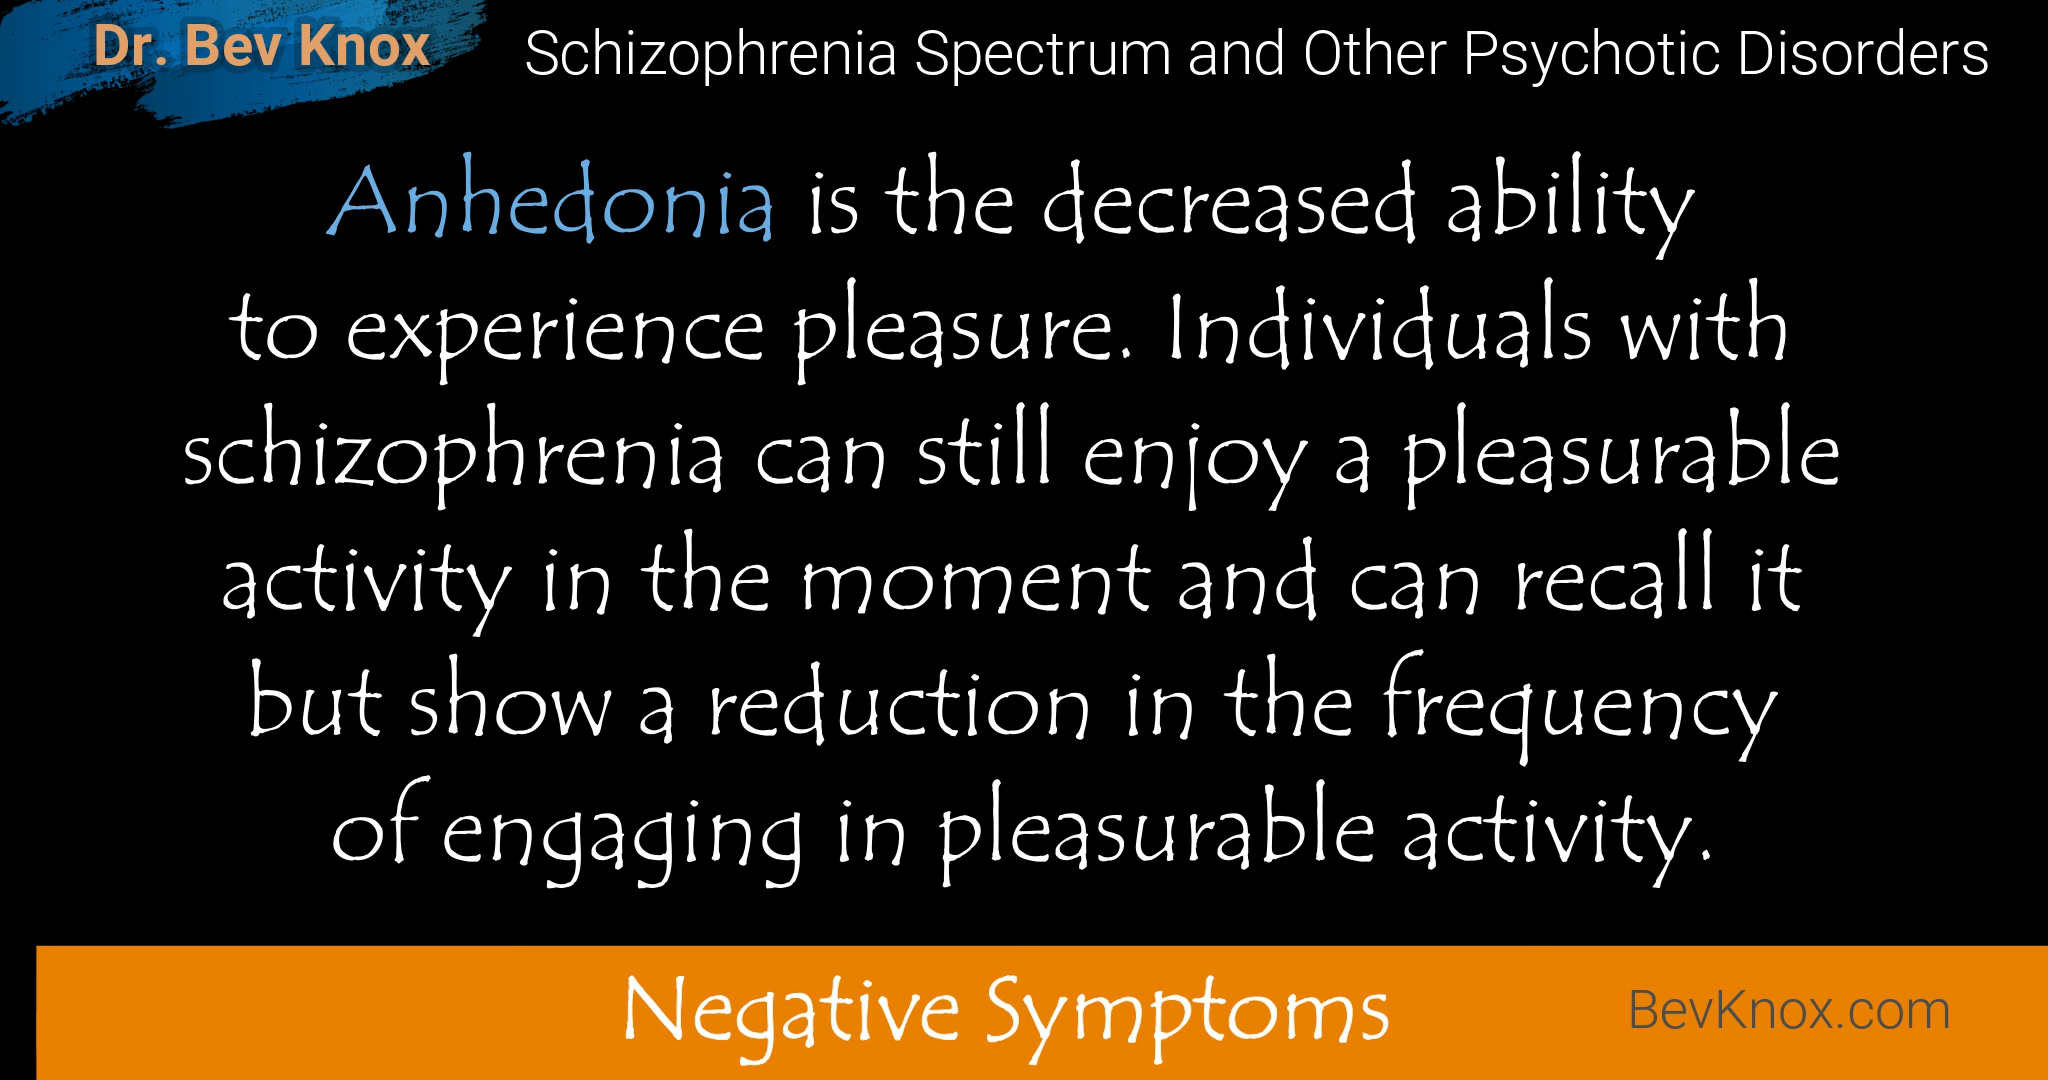 Dr. Bev Knox
Schizophrenia Spectrum and Other Psychotic Disorders
Anhedonia is the decreased ability
to experience pleasure. Individuals with
schizophrenia can still enjoy a pleasurable
activity in the moment and can recall it
but show a reduction in the frequency
of engaging in pleasurable activity.
Negative Symptoms
BevKnox.com